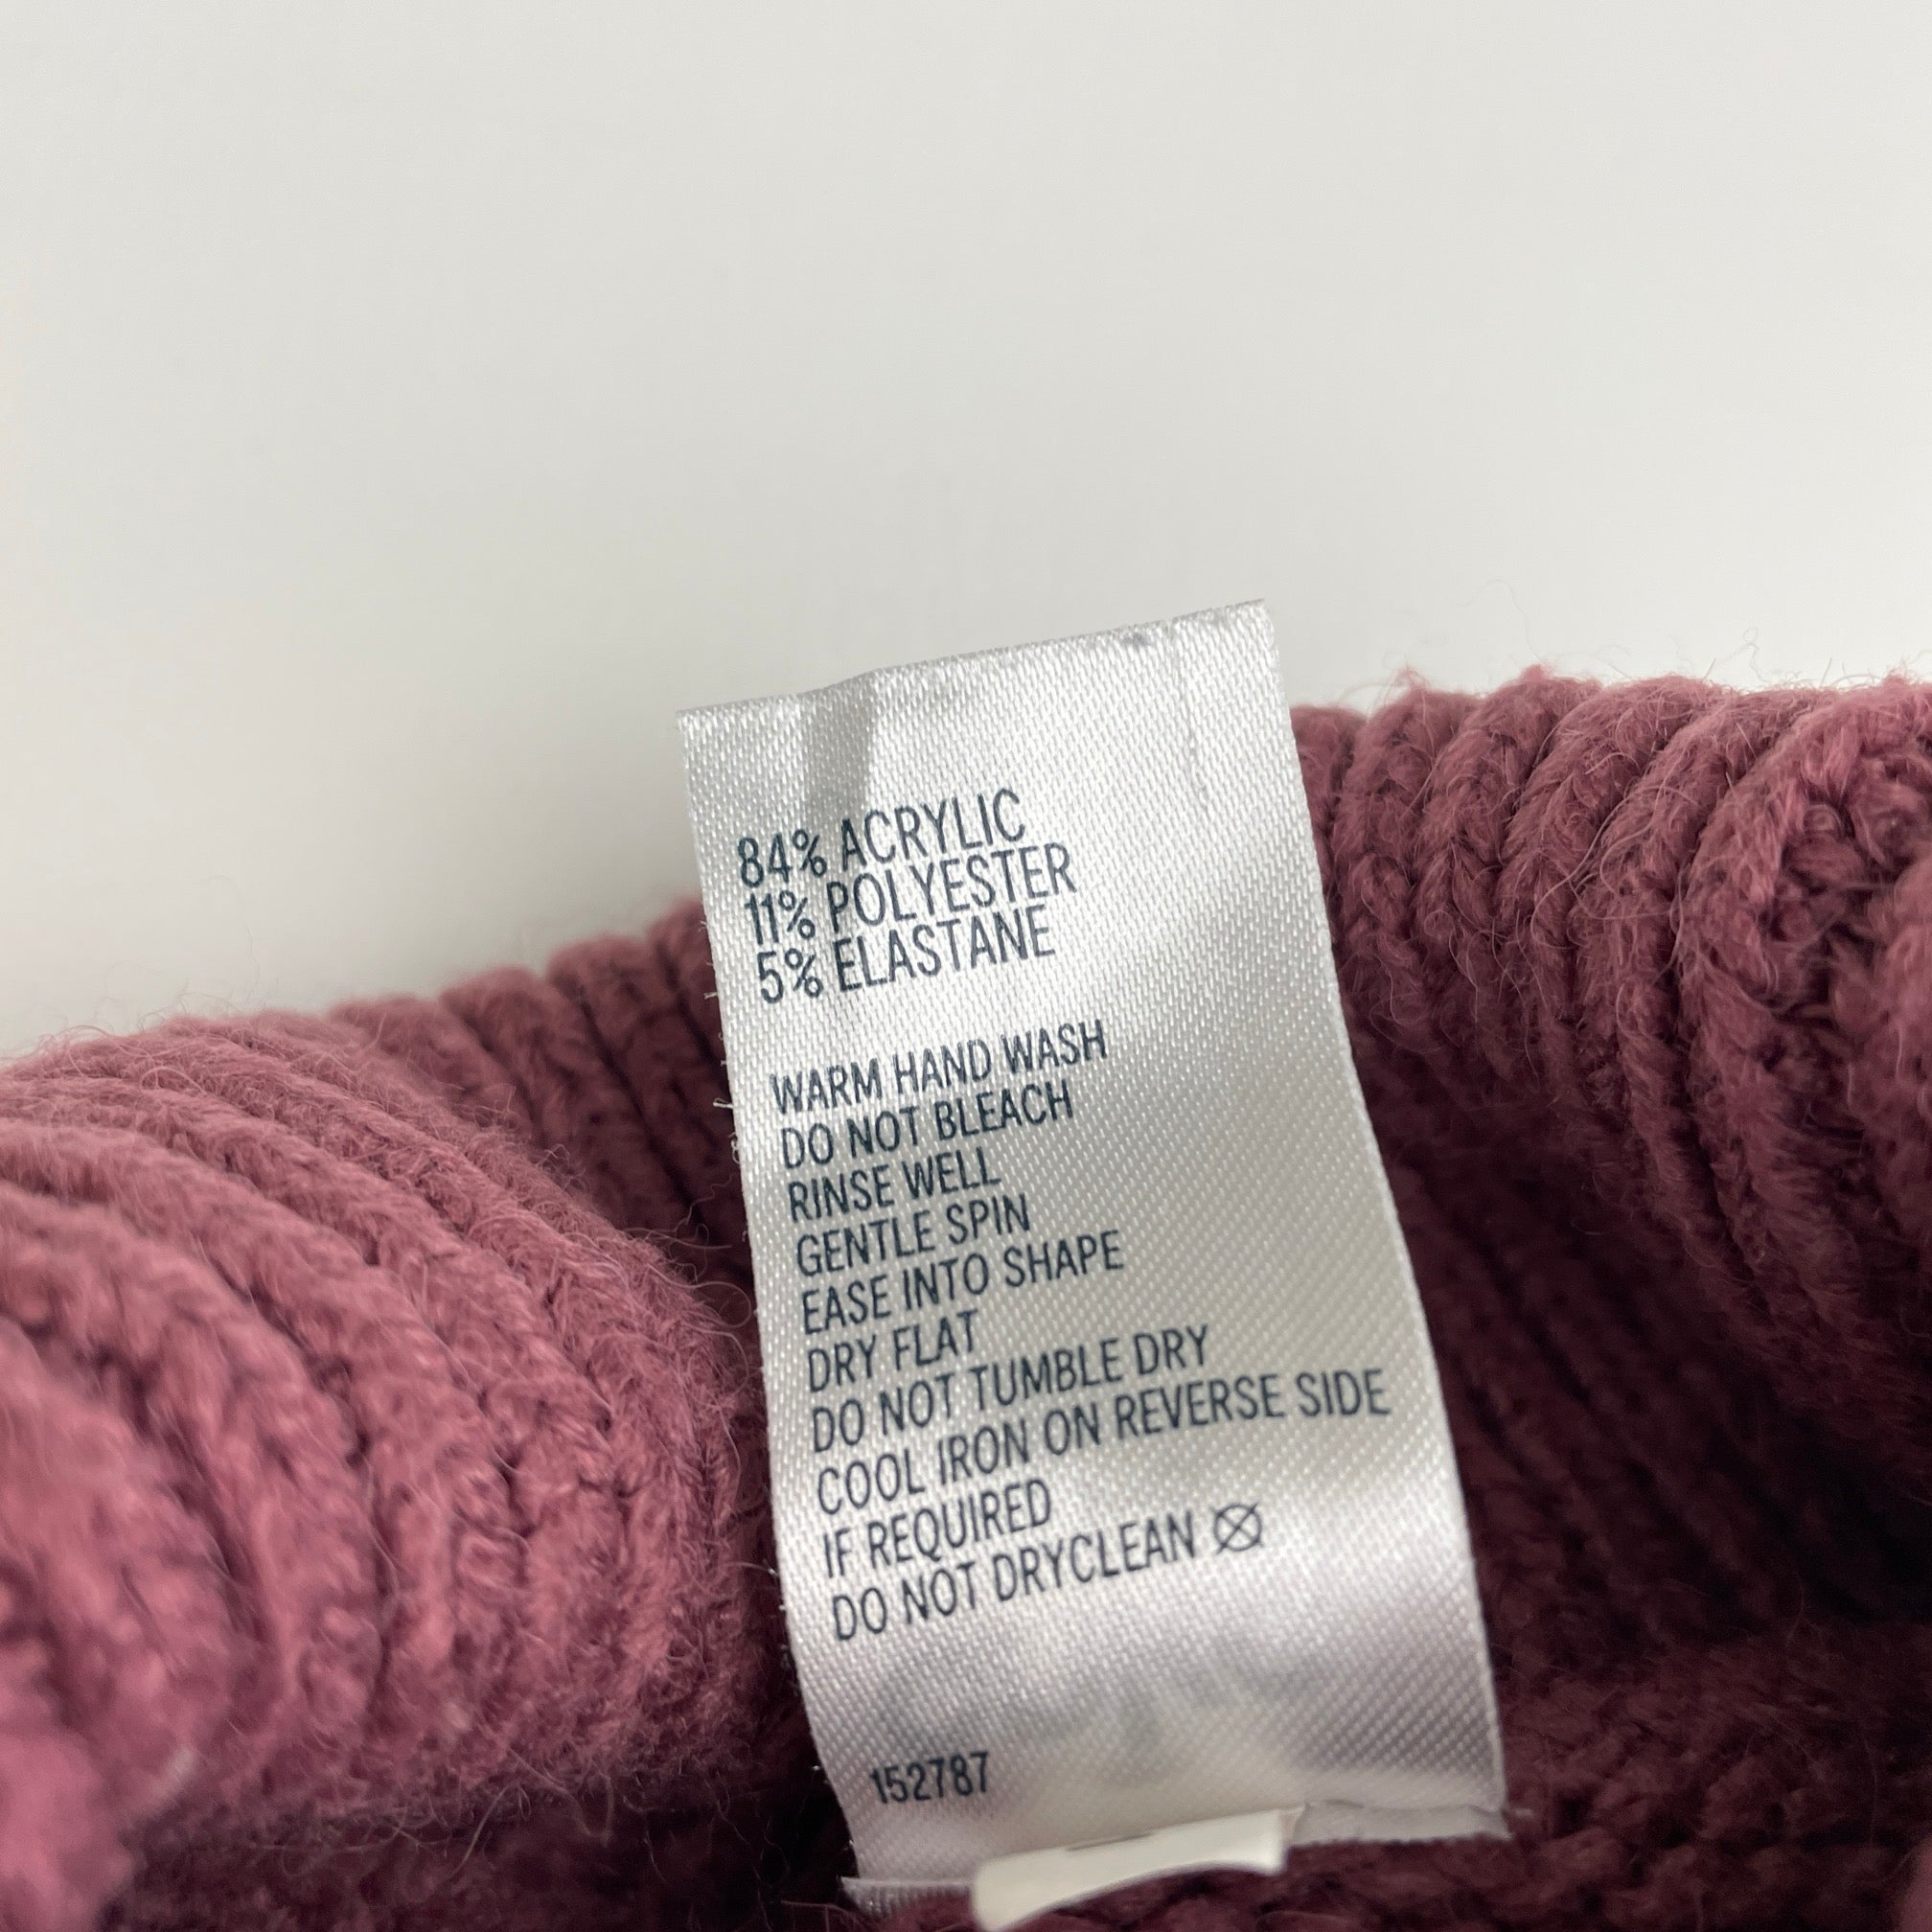 84% ACRYLIC
11% POLYESTER
5% ELASTANE
WARM HAND WASH
DO NOT BLEACH
RINSE WELL
GENTLE SPIN
EASE INTO SHAPE
DRY FLAT
DO NOT TUMBLE DRY
COOL IRON ON REVERSE SIDE
IF REQUIRED
DO NOT DRYCLEAN
152787